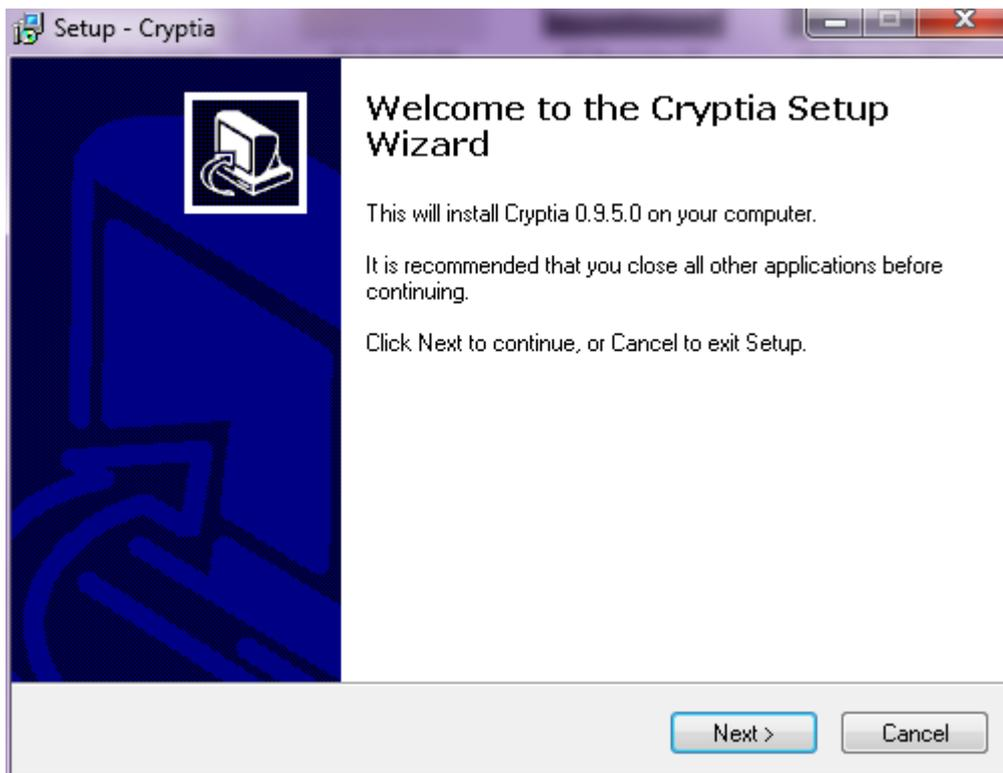 Setup - Cryptia
Welcome to the Cryptia Setup
Wizard
This will install Cryptia 0.9.5.0 on your computer.
It is recommended that you close all other applications before
continuing.
Click Next to continue, or Cancel to exit Setup.
Next >
Cancel